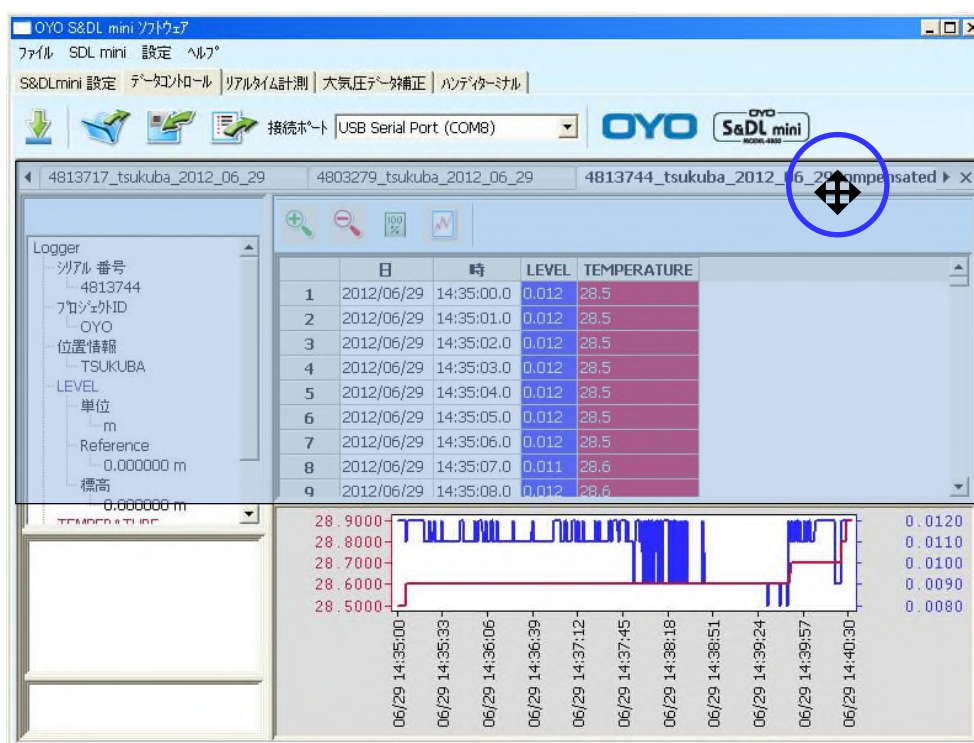 OYO S&DL mini ソフトウェア
ファイル SDL mini 設定 ヘルプ
S&DLmini 設定 データコントロール リアルタイム計測 大気圧データ補正 ハンディターミナル
接続ポート USB Serial Port (COM8) OYO OYO S&DL mini MODEL-4800
4813717_tsukuba_2012_06_29 4803279_tsukuba_2012_06_29 4813744_tsukuba_2012_06_29compensated
Logger
シリアル 番号
4813744
プロジェクトID
OYO
位置情報
TSUKUBA
LEVEL
単位
m
Reference
0.000000 m
標高
0.000000 m
TEMPERATURE
100 %
日 時 LEVEL TEMPERATURE
1 2012/06/29 14:35:00.0 0.012 28.5
2 2012/06/29 14:35:01.0 0.012 28.5
3 2012/06/29 14:35:02.0 0.012 28.5
4 2012/06/29 14:35:03.0 0.012 28.5
5 2012/06/29 14:35:04.0 0.012 28.5
6 2012/06/29 14:35:05.0 0.012 28.5
7 2012/06/29 14:35:06.0 0.012 28.5
8 2012/06/29 14:35:07.0 0.011 28.6
9 2012/06/29 14:35:08.0 0.012 28.6
28.9000 0.0120
28.8000 0.0110
28.7000 0.0100
28.6000 0.0090
28.5000 0.0080
06/29 14:35:00
06/29 14:35:33
06/29 14:36:06
06/29 14:36:39
06/29 14:37:12
06/29 14:37:45
06/29 14:38:18
06/29 14:38:51
06/29 14:39:24
06/29 14:39:57
06/29 14:40:30